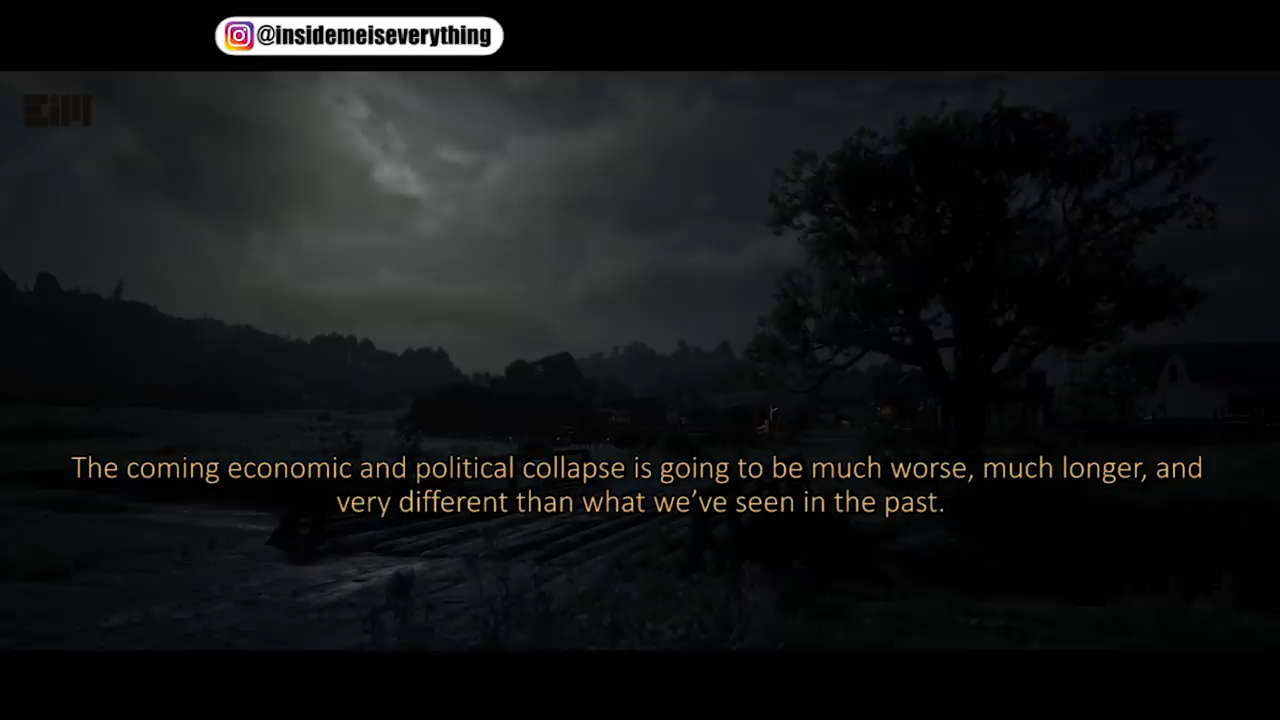 @insidemeiseverything
EIM
The coming economic and political collapse is going to be much worse, much longer, and
very different than what we've seen in the past.